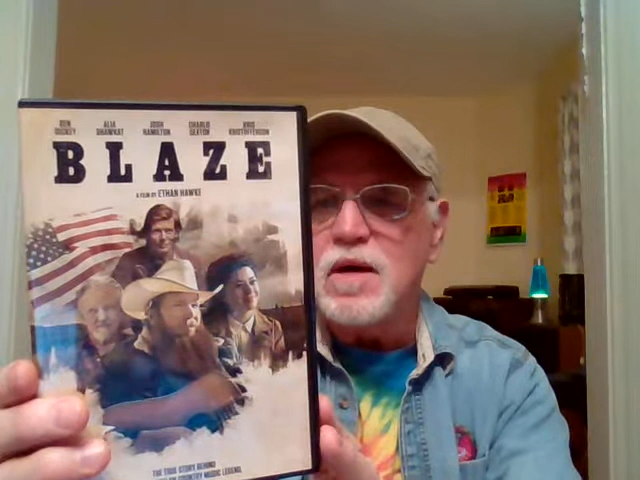 BEN ALIA JOSH CHARLIE KRIS
DICKEY SHAWKAT HAMILTON SEXTON KRISTOFFERSON
BLAZE
A FILM BY ETHAN HAWKE
THE TRUE STORY BEHIND
COUNTRY MUSIC LEGEND